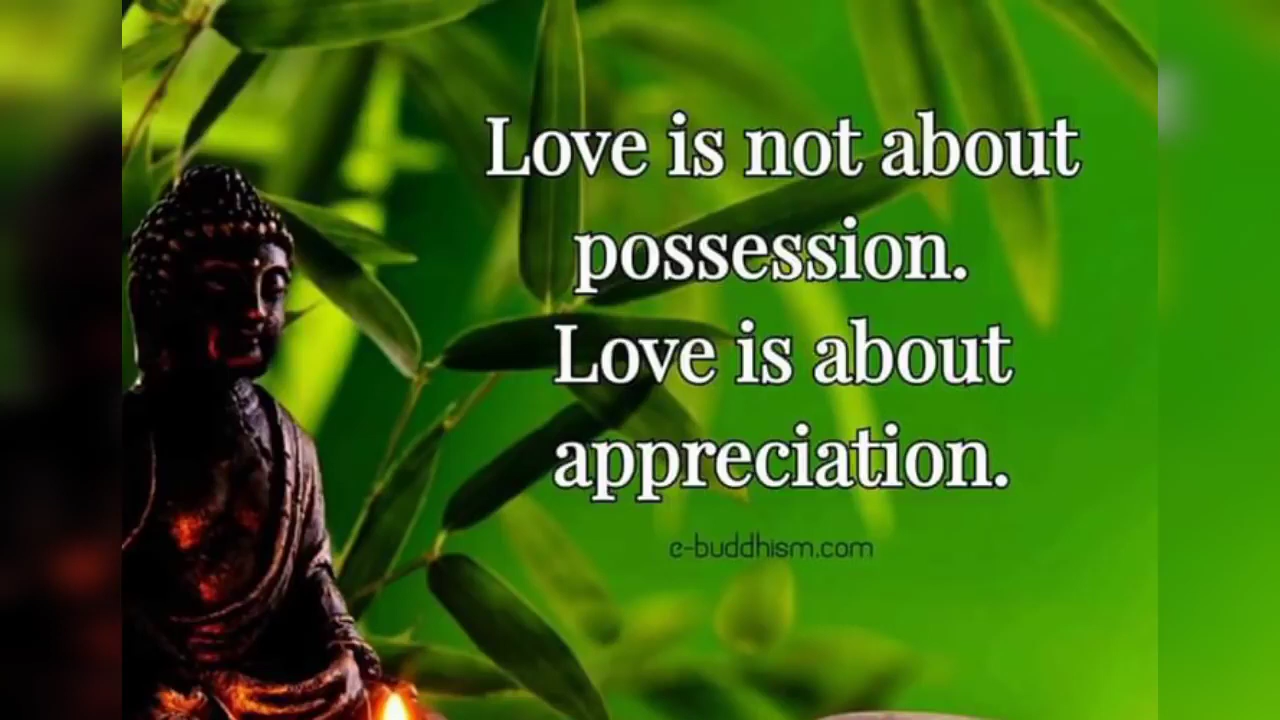 Love is not about
possession.
Love is about
appreciation.
e-buddhism.com